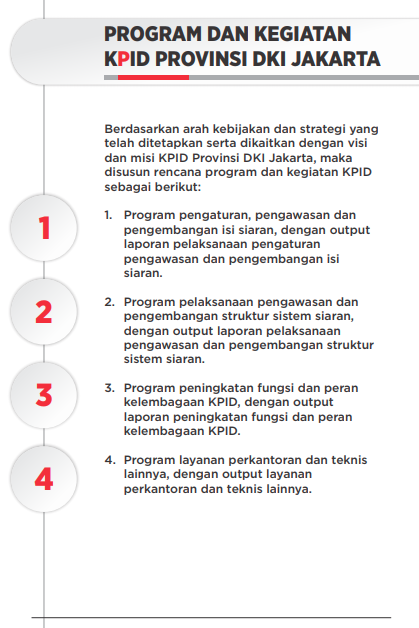 PROGRAM DAN KEGIATAN
KPID PROVINSI DKI JAKARTA
Berdasarkan arah kebijakan dan strategi yang
telah ditetapkan serta dikaitkan dengan visi
dan misi KPID Provinsi DKI Jakarta, maka
disusun rencana program dan kegiatan KPID
sebagai berikut:
1
1. Program pengaturan, pengawasan dan
pengembangan isi siaran, dengan output
laporan pelaksanaan pengaturan
pengawasan dan pengembangan isi
siaran.
2
2. Program pelaksanaan pengawasan dan
pengembangan struktur sistem siaran,
dengan output laporan pelaksanaan
pengawasan dan pengembangan struktur
sistem siaran.
3
3. Program peningkatan fungsi dan peran
kelembagaan KPID, dengan output
laporan peningkatan fungsi dan peran
kelembagaan KPID.
4
4. Program layanan perkantoran dan teknis
lainnya, dengan output layanan
perkantoran dan teknis lainnya.